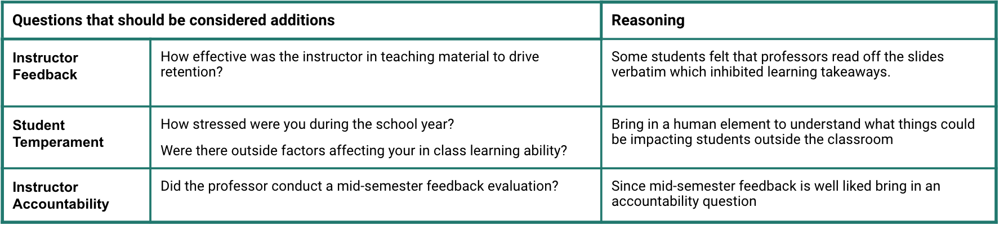 Questions that should be considered additions
Reasoning
Instructor
Feedback
How effective was the instructor in teaching material to drive
retention?
Some students felt that professors read off the slides
verbatim which inhibited learning takeaways.
Student
Temperament
How stressed were you during the school year?
Were there outside factors affecting your in class learning ability?
Bring in a human element to understand what things could
be impacting students outside the classroom
Instructor
Accountability
Did the professor conduct a mid-semester feedback evaluation?
Since mid-semester feedback is well liked bring in an
accountability question